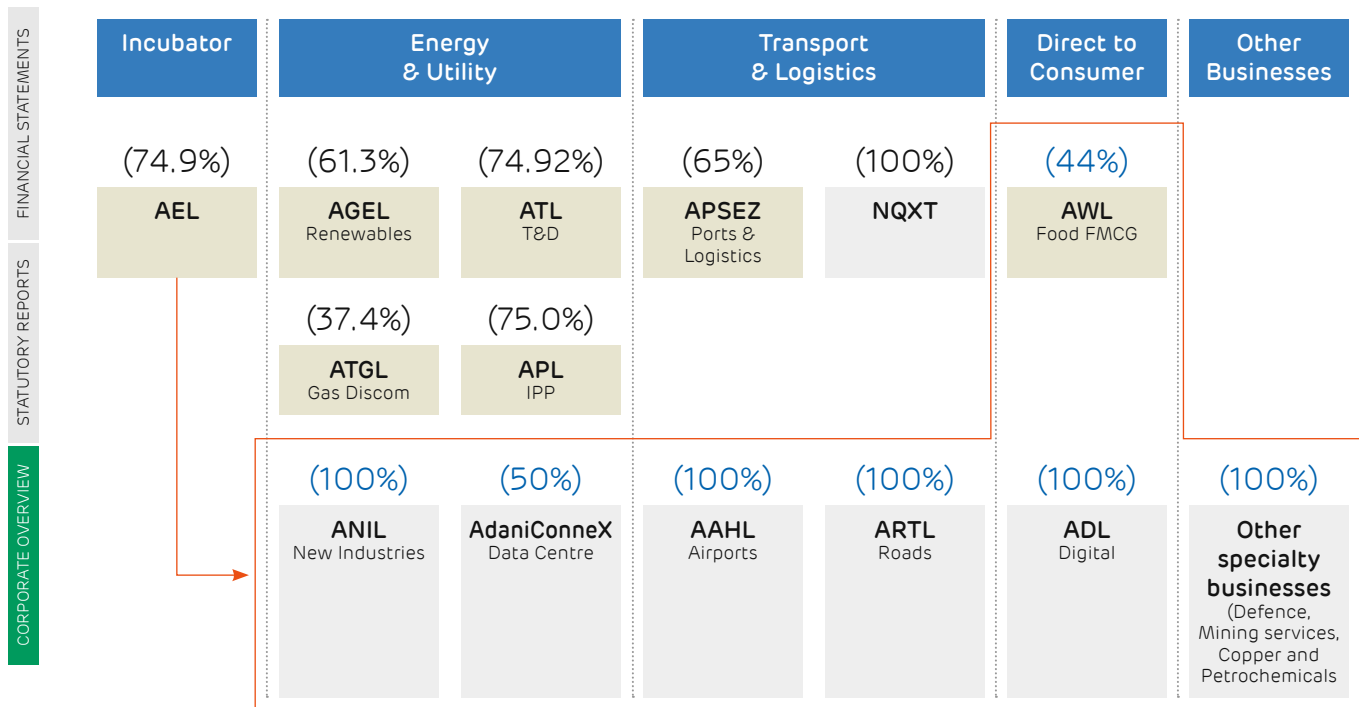 FINANCIAL STATEMENTS
STATUTORY REPORTS
CORPORATE OVERVIEW
Incubator
Energy
& Utility
Transport
& Logistics
Direct to
Consumer
Other
Businesses
(74.9%)
AEL
(61.3%)
AGEL
Renewables
(74.92%)
ATL
T&D
(65%)
APSEZ
Ports &
Logistics
(100%)
NQXT
(44%)
AWL
Food FMCG
(37.4%)
ATGL
Gas Discom
(75.0%)
APL
IPP
(100%)
ANIL
New Industries
(50%)
AdaniConneX
Data Centre
(100%)
AAHL
Airports
(100%)
ARTL
Roads
(100%)
ADL
Digital
(100%)
Other
specialty
businesses
(Defence,
Mining services,
Copper and
Petrochemicals